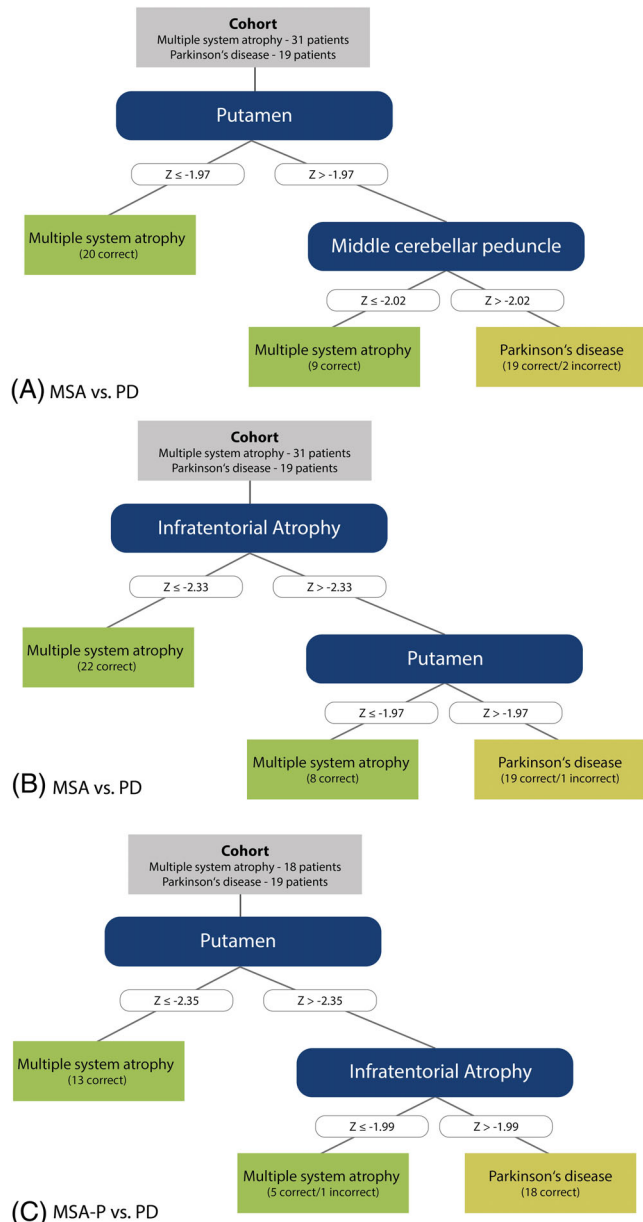 Cohort
Multiple system atrophy - 31 patients
Parkinson's disease - 19 patients
Putamen
Z ≤ -1.97
Z > -1.97
Multiple system atrophy
(20 correct)
Middle cerebellar peduncle
Z ≤ -2.02
Z > -2.02
Multiple system atrophy
(9 correct)
Parkinson's disease
(19 correct/2 incorrect)
(A) MSA vs. PD
Cohort
Multiple system atrophy - 31 patients
Parkinson's disease - 19 patients
Infratentorial Atrophy
Z ≤ -2.33
Z > -2.33
Multiple system atrophy
(22 correct)
Putamen
Z ≤ -1.97
Z > -1.97
Multiple system atrophy
(8 correct)
Parkinson's disease
(19 correct/1 incorrect)
(B) MSA vs. PD
Cohort
Multiple system atrophy - 18 patients
Parkinson's disease - 19 patients
Putamen
Z ≤ -2.35
Z > -2.35
Multiple system atrophy
(13 correct)
Infratentorial Atrophy
Z ≤ -1.99
Z > -1.99
Multiple system atrophy
(5 correct/1 incorrect)
Parkinson's disease
(18 correct)
(C) MSA-P vs. PD